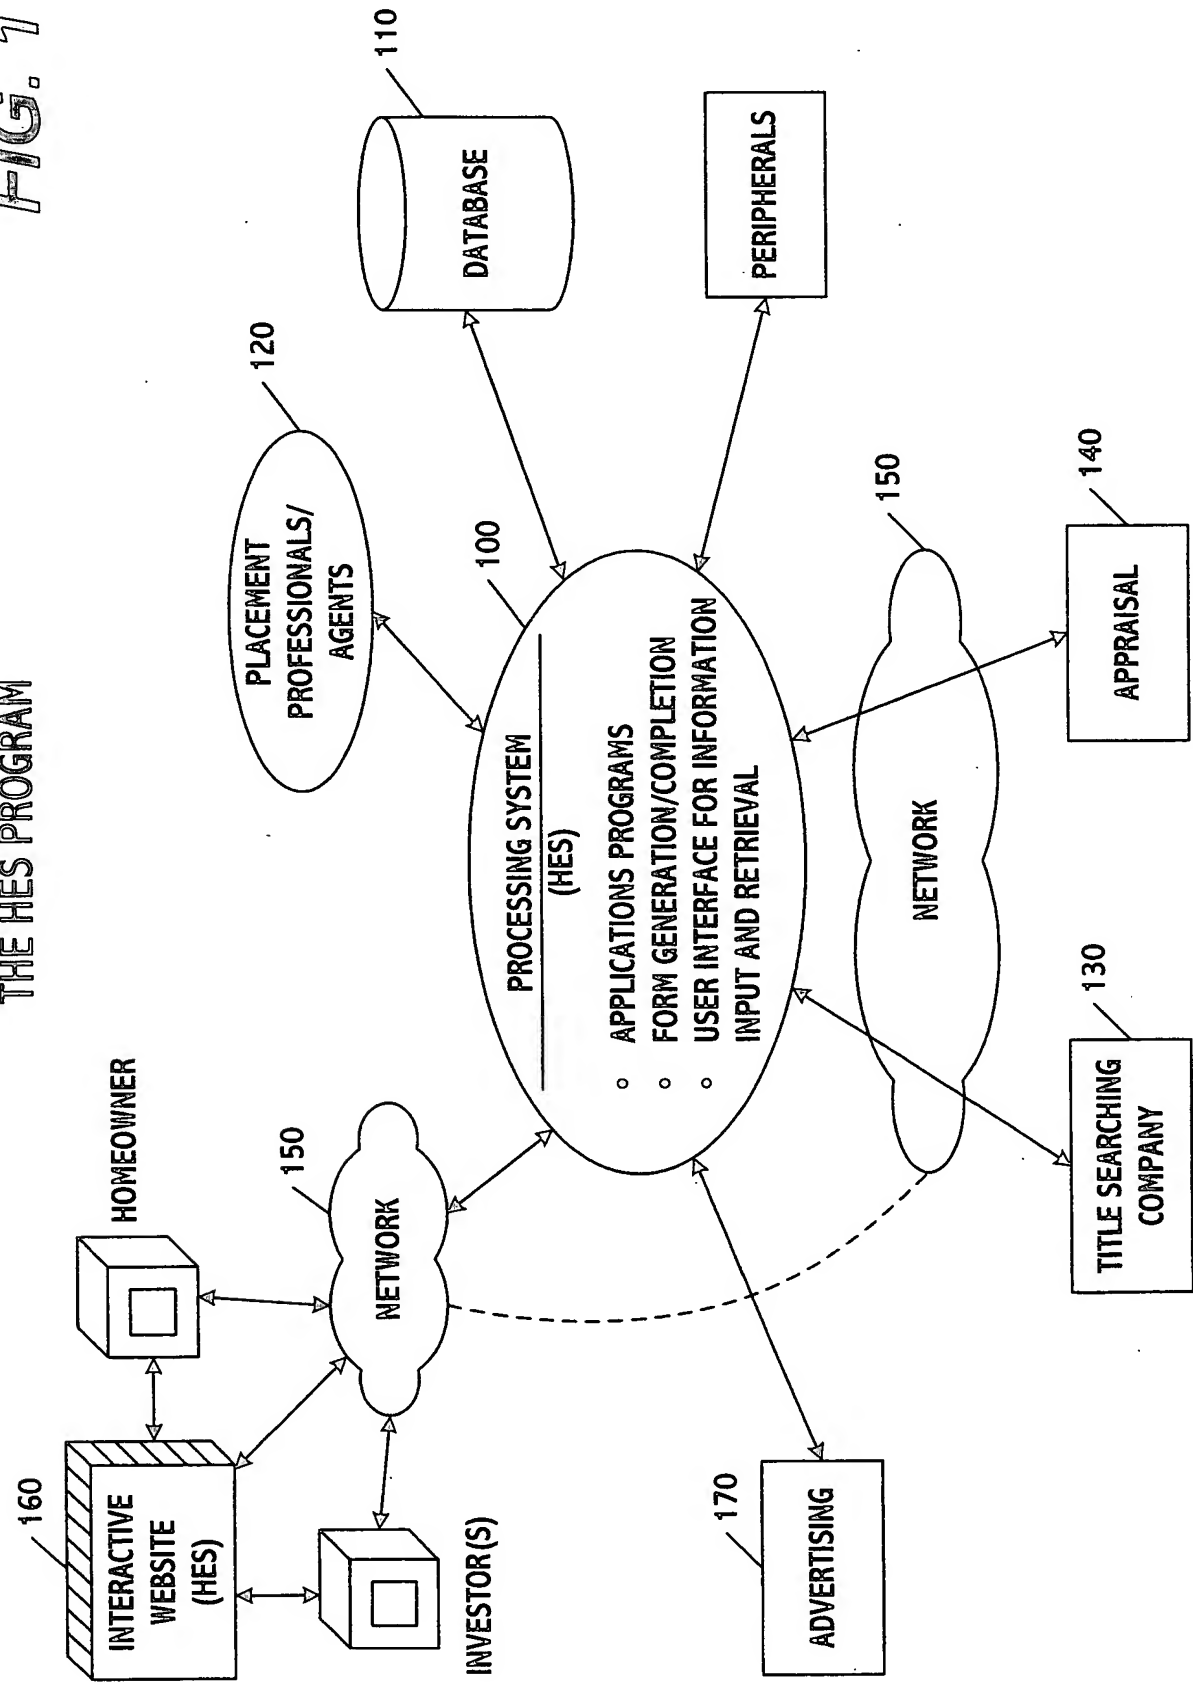 THE HES PROGRAM
FIG. 1
160
INTERACTIVE
WEBSITE
(HES)
HOMEOWNER
INVESTOR(S)
150
NETWORK
120
PLACEMENT
PROFESSIONALS/
AGENTS
110
DATABASE
100
PROCESSING SYSTEM
(HES)
○ APPLICATIONS PROGRAMS
○ FORM GENERATION/COMPLETION
○ USER INTERFACE FOR INFORMATION
INPUT AND RETRIEVAL
PERIPHERALS
170
ADVERTISING
150
NETWORK
130
TITLE SEARCHING
COMPANY
140
APPRAISAL